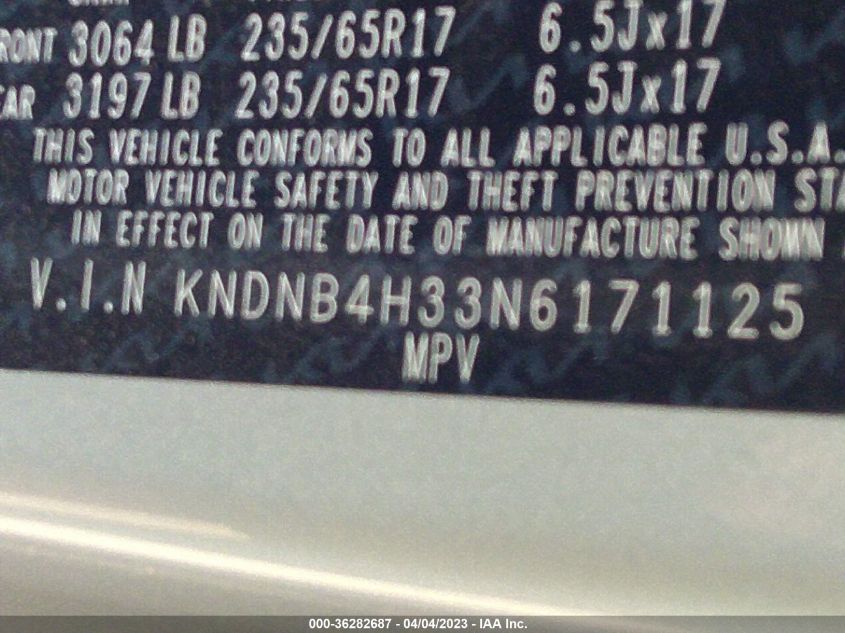 FRONT 3064 LB 235/65R17 6.5Jx17
EAR 3197 LB 235/65R17 6.5Jx17
THIS VEHICLE CONFORMS TO ALL APPLICABLE U.S.A.
MOTOR VEHICLE SAFETY AND THEFT PREVENTION STA
IN EFFECT ON THE DATE OF MANUFACTURE SHOWN
V.I.N KNDNB4H33N6171125
MPV
000-36282687 - 04/04/2023 - IAA Inc.